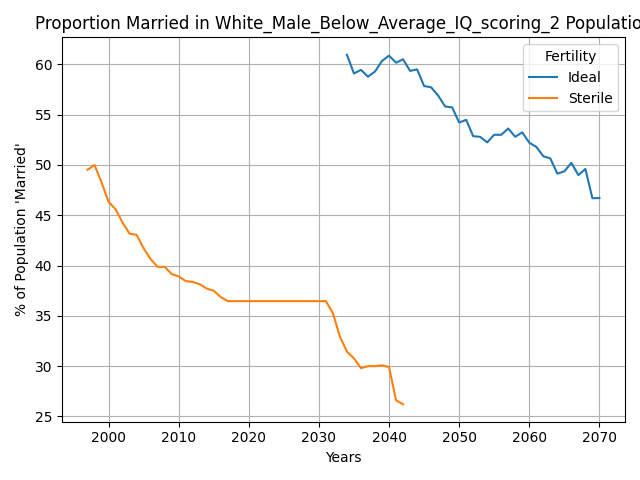 Proportion Married in White_Male_Below_Average_IQ_scoring_2 Populatio
Fertility
Ideal
Sterile
60
55
50
45
40
35
30
25
% of Population 'Married'
2000 2010 2020 2030 2040 2050 2060 2070
Years